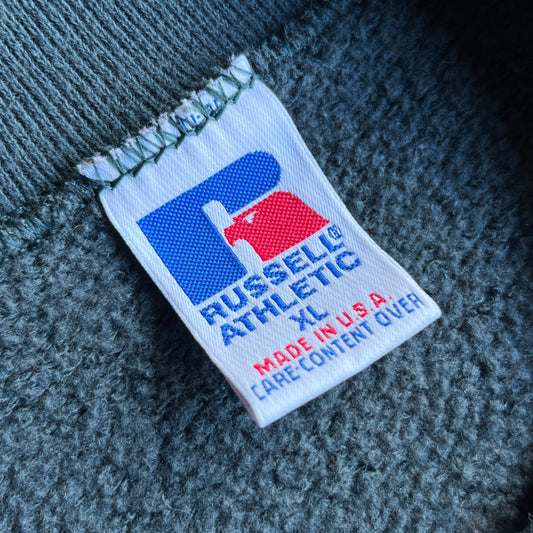 RUSSELL®
ATHLETIC
XL
MADE IN U.S.A.
CARE·CONTENT OVER